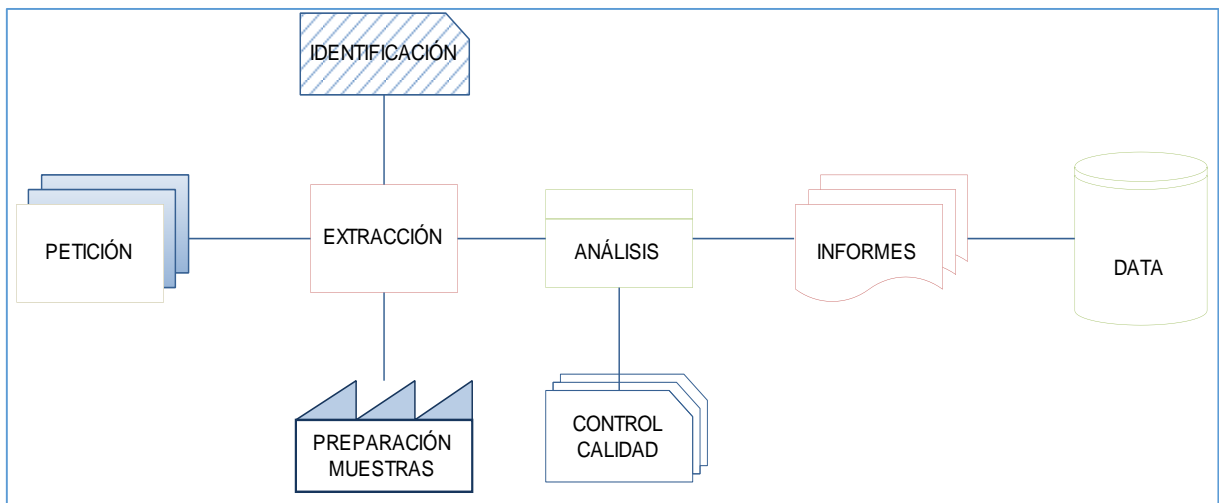 IDENTIFICACIÓN
PETICIÓN
EXTRACCIÓN
ANÁLISIS
INFORMES
DATA
PREPARACIÓN
MUESTRAS
CONTROL
CALIDAD